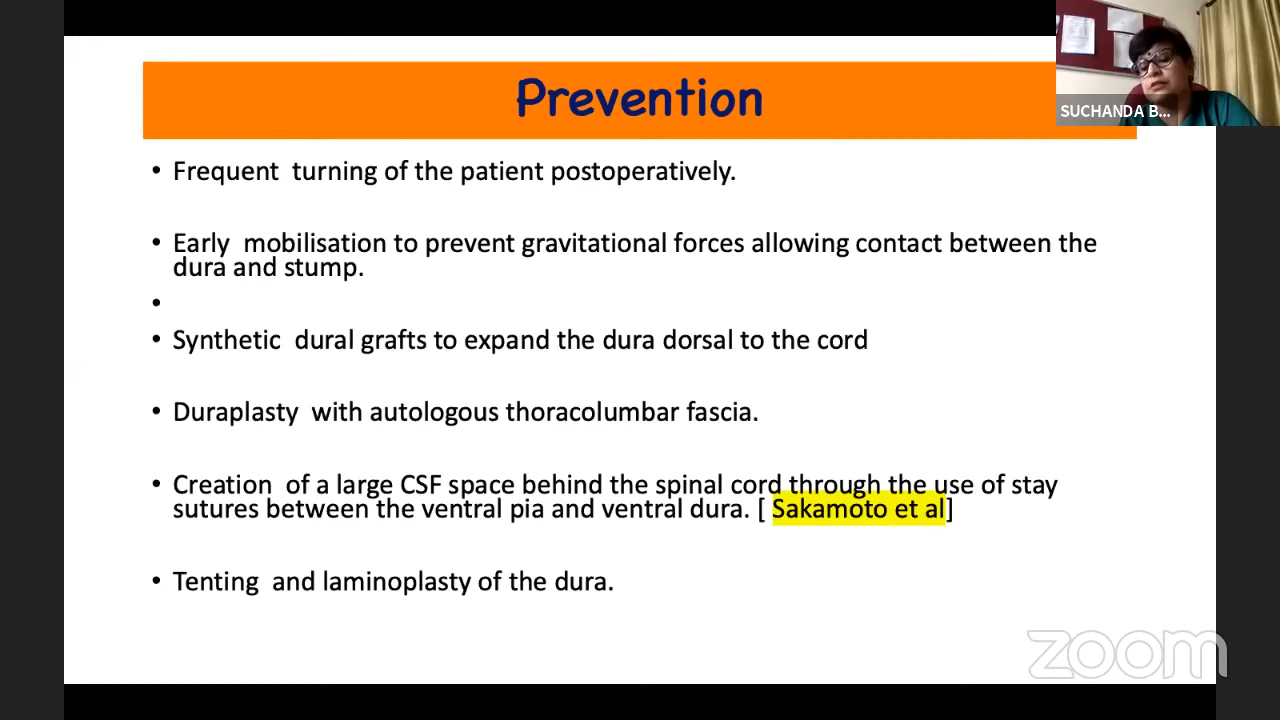 Prevention
SUCHANDA B...
• Frequent turning of the patient postoperatively.
• Early mobilisation to prevent gravitational forces allowing contact between the
dura and stump.
•
• Synthetic dural grafts to expand the dura dorsal to the cord
• Duraplasty with autologous thoracolumbar fascia.
• Creation of a large CSF space behind the spinal cord through the use of stay
sutures between the ventral pia and ventral dura. [ Sakamoto et al]
• Tenting and laminoplasty of the dura.
zoom